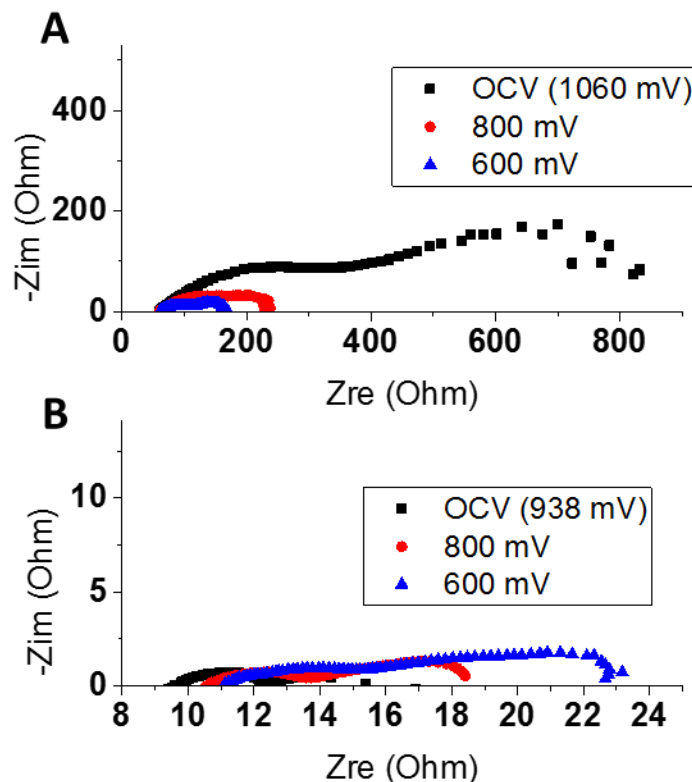 A
400
200
0
-Zim (Ohm)
OCV (1060 mV)
800 mV
600 mV
0 200 400 600 800
Zre (Ohm)
B
10
5
0
-Zim (Ohm)
OCV (938 mV)
800 mV
600 mV
8 10 12 14 16 18 20 22 24
Zre (Ohm)